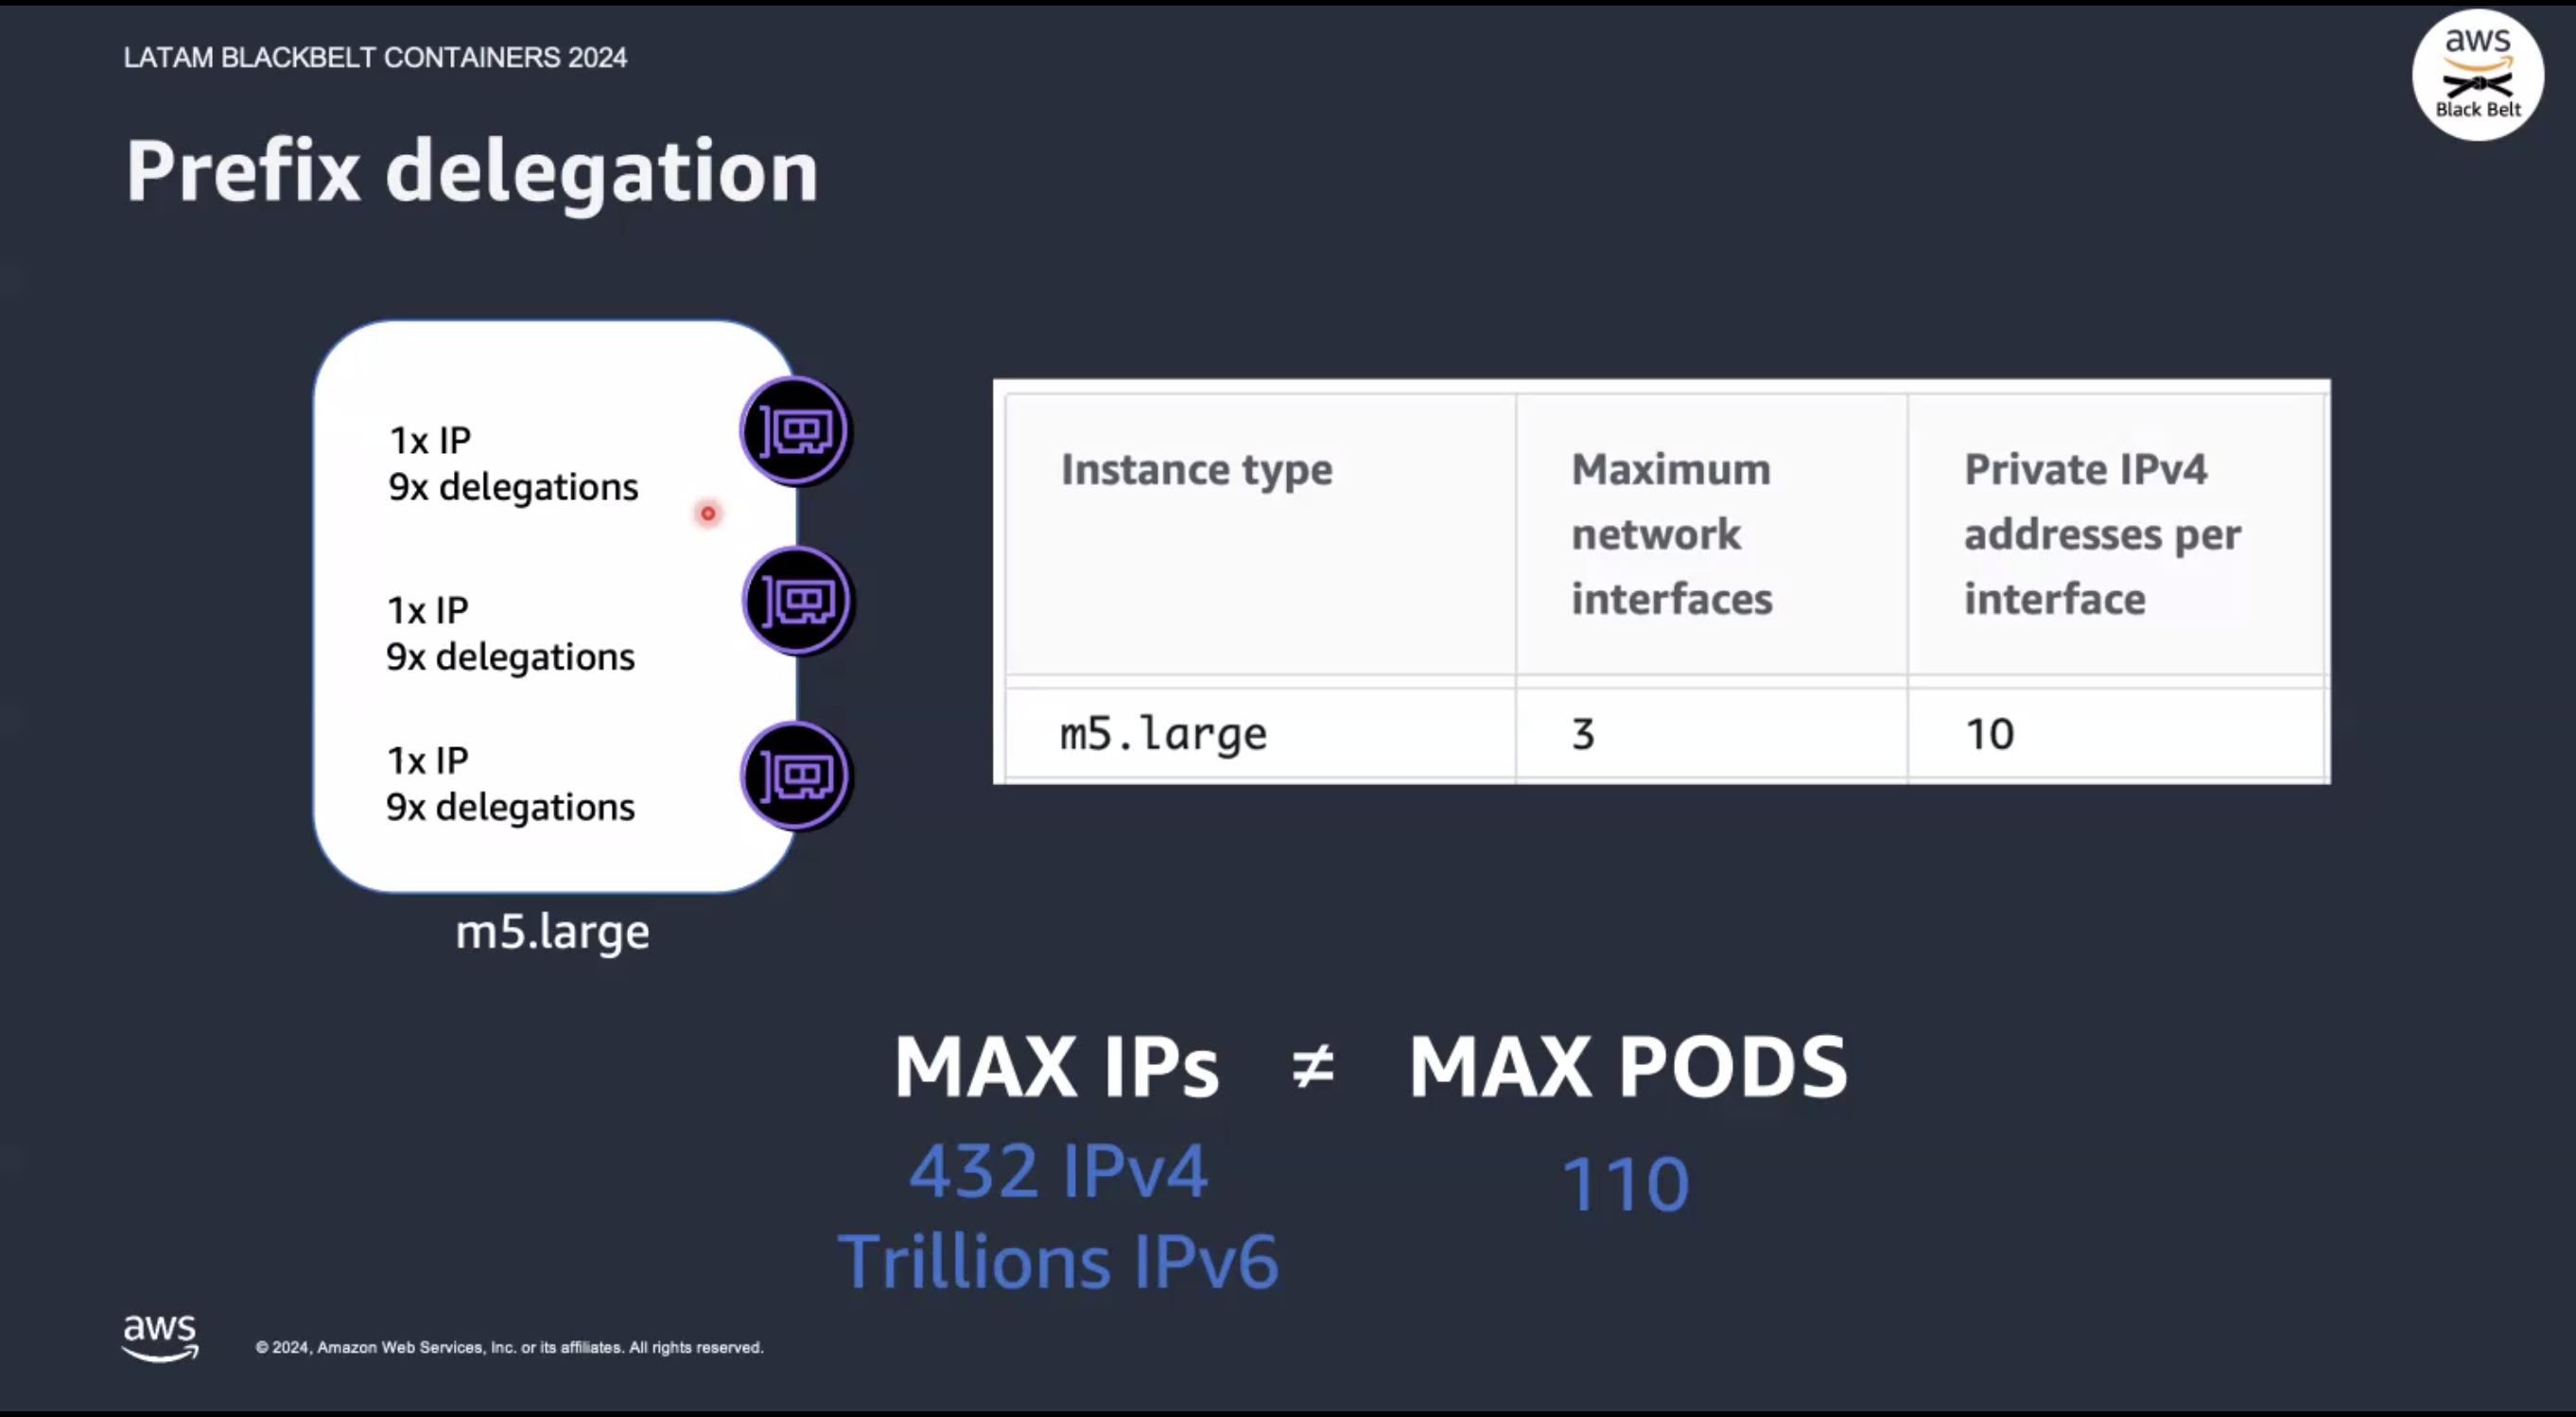 LATAM BLACKBELT CONTAINERS 2024
aws
Black Belt
Prefix delegation
1x IP
9x delegations
1x IP
9x delegations
1x IP
9x delegations
m5.large
Instance type
Maximum
network
interfaces
Private IPv4
addresses per
interface
m5.large
3
10
MAX IPs ≠ MAX PODS
432 IPv4
110
Trillions IPv6
aws
© 2024, Amazon Web Services, Inc. or its affiliates. All rights reserved.